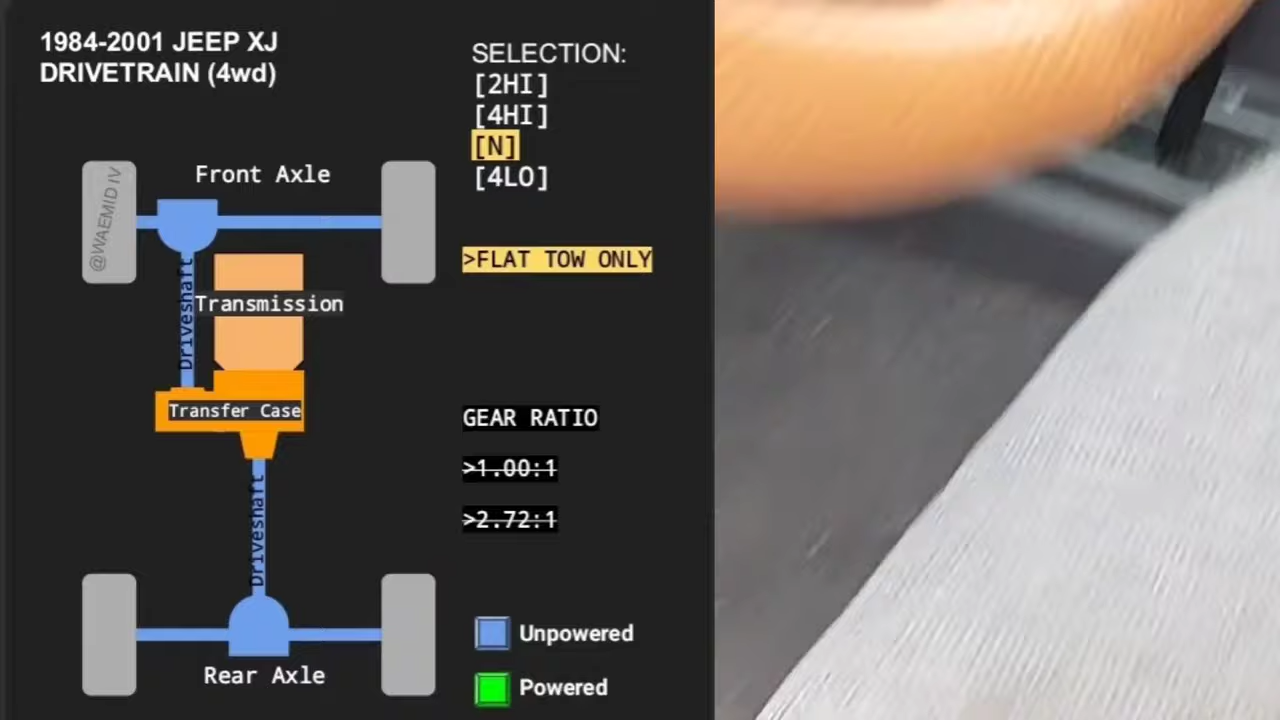 1984-2001 JEEP XJ
DRIVETRAIN (4wd)
SELECTION:
[2HI]
[4HI]
[N]
[4LO]
Front Axle
@WAEMID IV
>FLAT TOW ONLY
Driveshaft
Transmission
Transfer Case
GEAR RATIO
>1.00:1
>2.72:1
Driveshaft
Rear Axle
Unpowered
Powered